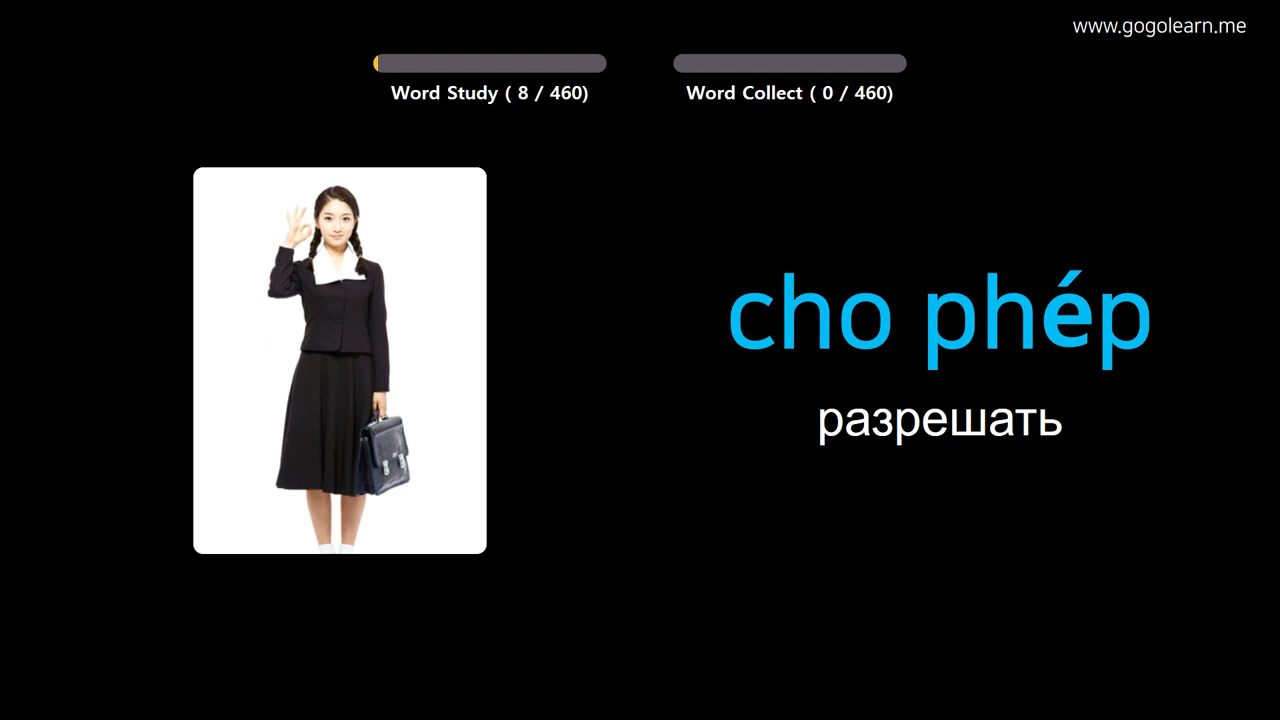 www.gogolearn.me
Word Study ( 8 / 460)
Word Collect ( 0 / 460)
cho phép
разрешать